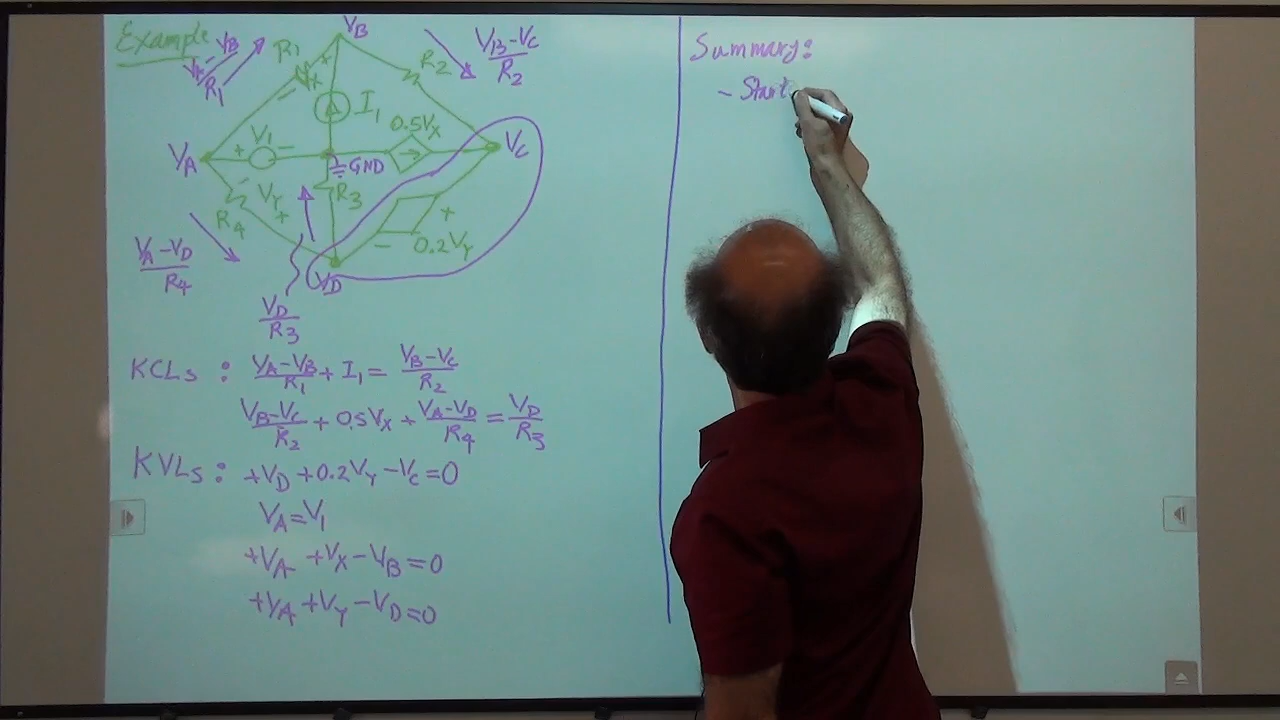 Example
VB
VA - VB
R1
R1
VX
+
−
R2
VB − VC
R2
I1
0.5VX
VC
VA
+ V1 −
GND
− VY +
R4
R3
+
−
0.2VY
VA − VD
R4
VD
VD
R3
KCLs : VA−VB/R1 + I1 = VB−VC/R2
VB−VC/R2 + 0.5VX + VA−VD/R4 = VD/R3
KVLs : +VD +0.2VY −VC =0
VA=V1
+VA +VX −VB =0
+VA +VY −VD =0
Summary:
- Start